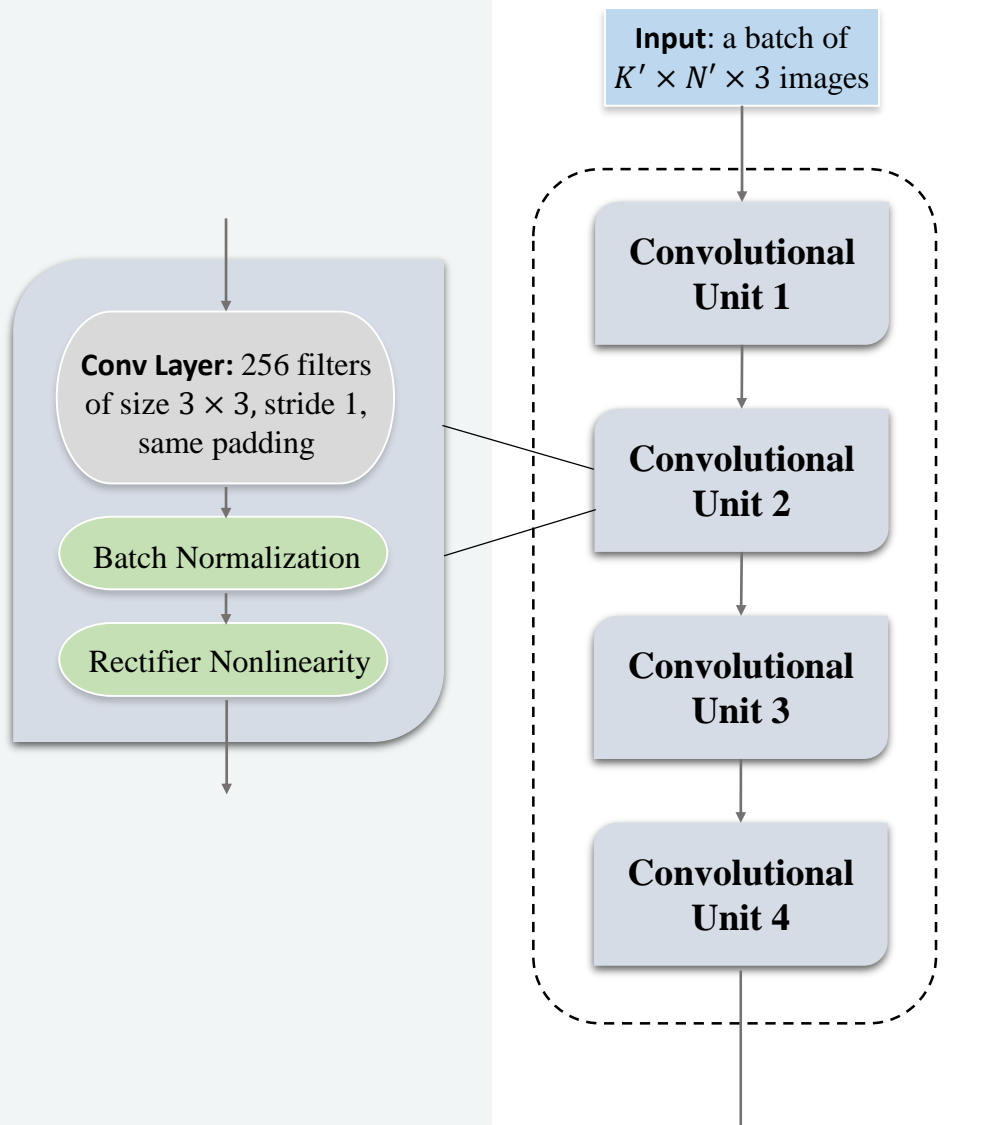 Input: a batch of
K′ × N′ × 3 images
Convolutional
Unit 1
Convolutional
Unit 2
Convolutional
Unit 3
Convolutional
Unit 4
Conv Layer: 256 filters
of size 3 × 3, stride 1,
same padding
Batch Normalization
Rectifier Nonlinearity